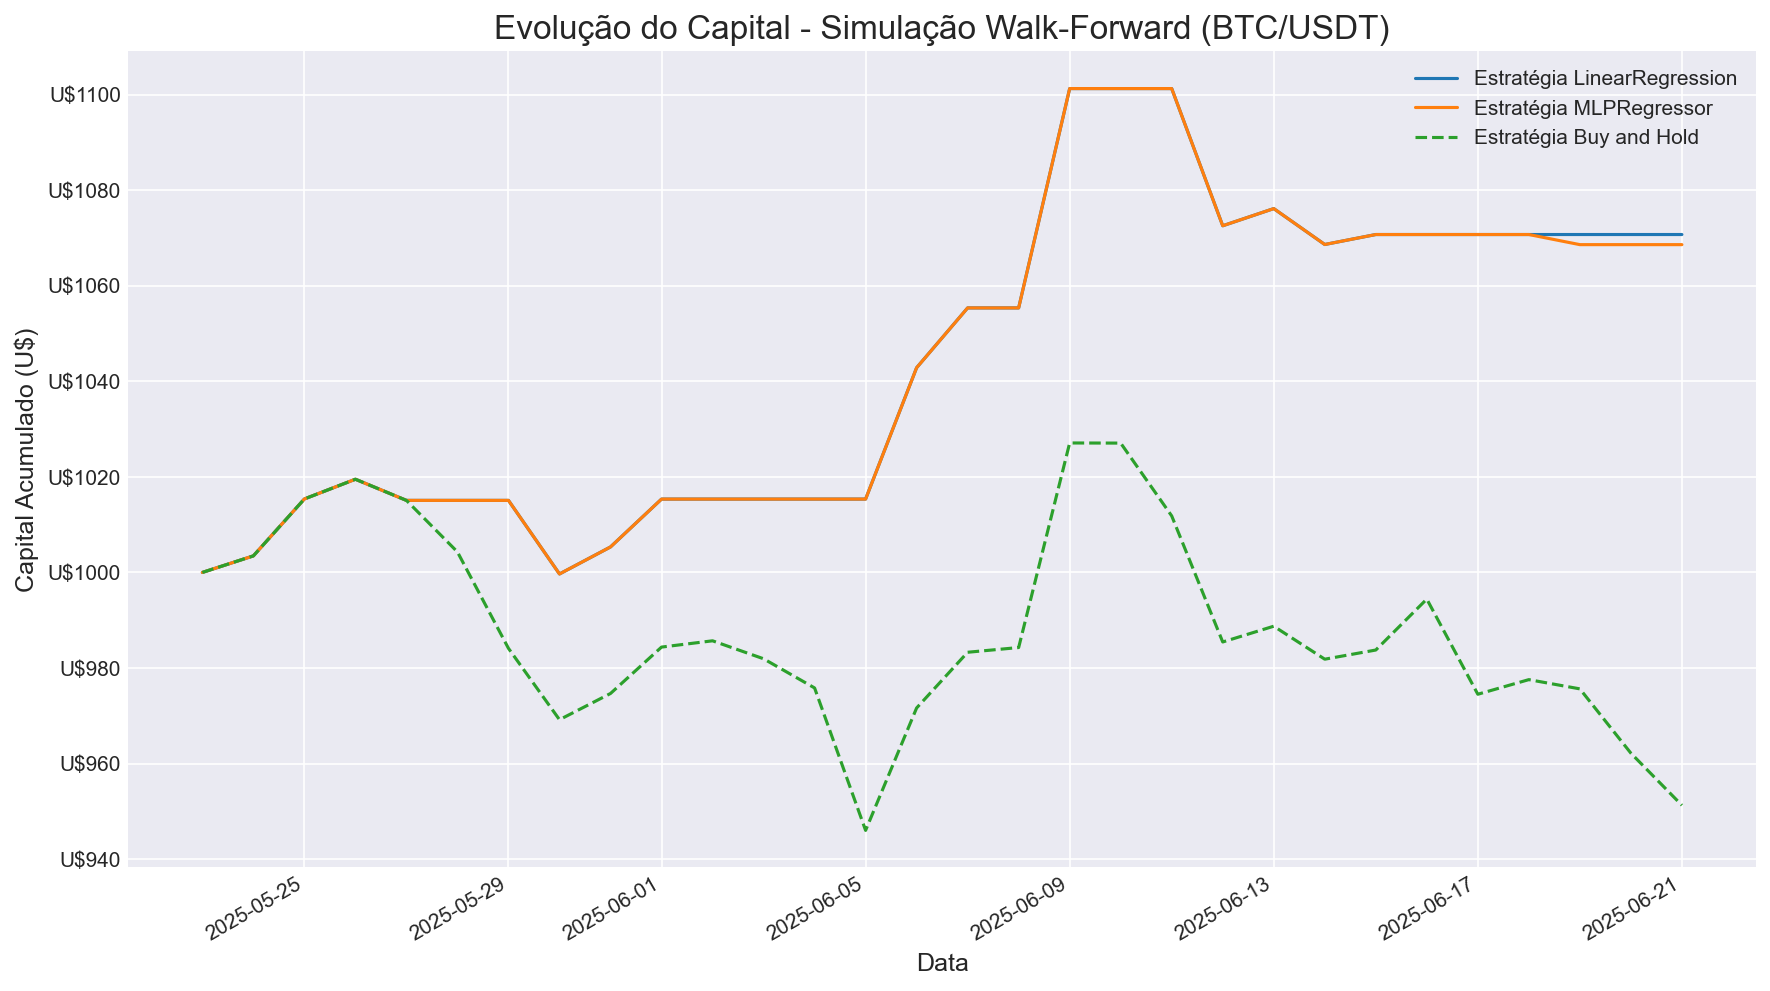 Evolução do Capital - Simulação Walk-Forward (BTC/USDT)
Estratégia LinearRegression
Estratégia MLPRegressor
Estratégia Buy and Hold
Capital Acumulado (U$)
U$1100
U$1080
U$1060
U$1040
U$1020
U$1000
U$980
U$960
U$940
2025-05-25
2025-05-29
2025-06-01
2025-06-05
2025-06-09
2025-06-13
2025-06-17
2025-06-21
Data